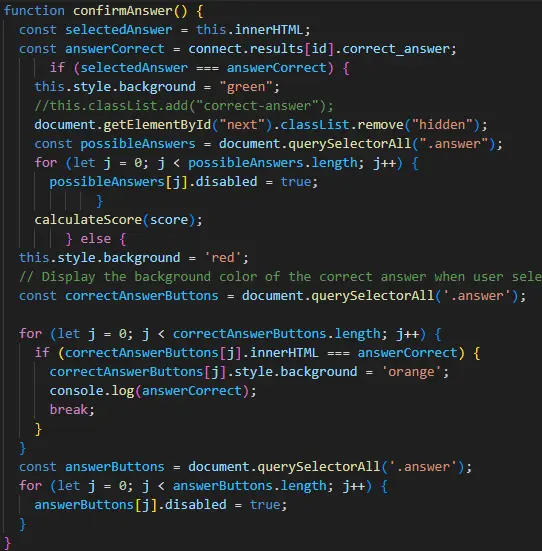 function confirmAnswer() {
const selectedAnswer = this.innerHTML;
const answerCorrect = connect.results[id].correct_answer;
if (selectedAnswer === answerCorrect) {
this.style.background = "green";
//this.classList.add("correct-answer");
document.getElementById("next").classList.remove("hidden");
const possibleAnswers = document.querySelectorAll(".answer");
for (let j = 0; j < possibleAnswers.length; j++) {
possibleAnswers[j].disabled = true;
}
calculateScore(score);
} else {
this.style.background = 'red';
// Display the background color of the correct answer when user sele
const correctAnswerButtons = document.querySelectorAll('.answer');
for (let j = 0; j < correctAnswerButtons.length; j++) {
if (correctAnswerButtons[j].innerHTML === answerCorrect) {
correctAnswerButtons[j].style.background = 'orange';
console.log(answerCorrect);
break;
}
}
const answerButtons = document.querySelectorAll('.answer');
for (let j = 0; j < answerButtons.length; j++) {
answerButtons[j].disabled = true;
}
}